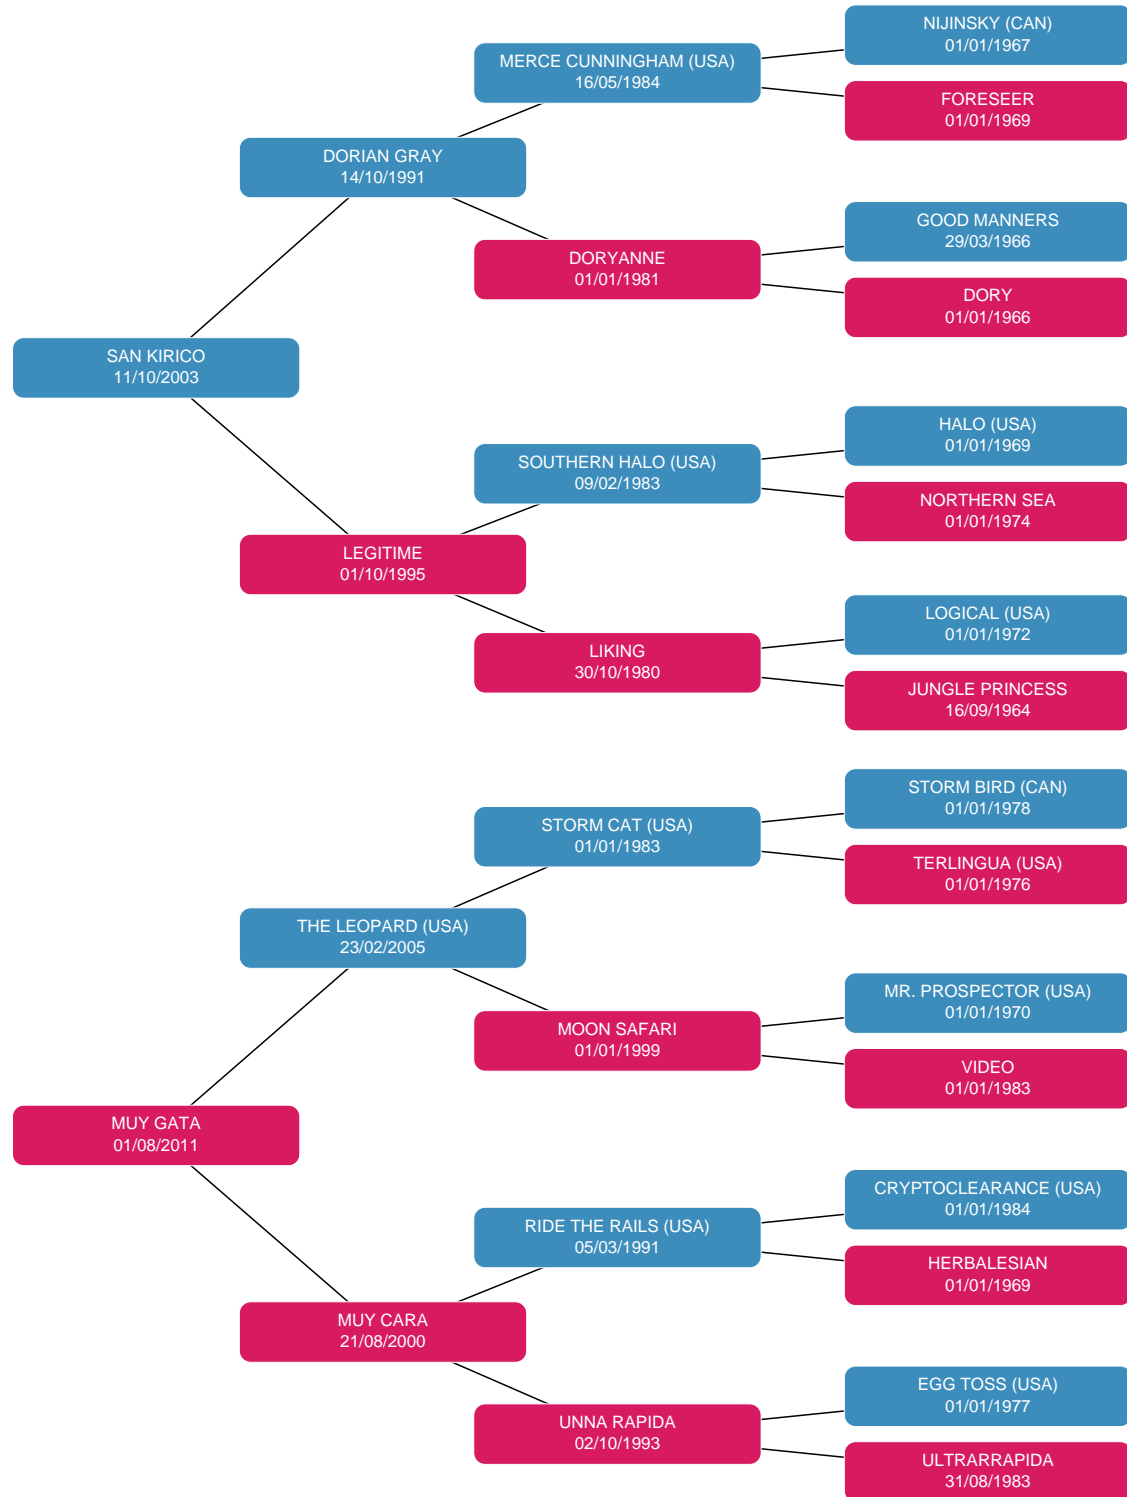 NIJINSKY (CAN)
01/01/1967
MERCE CUNNINGHAM (USA)
16/05/1984
FORESEER
01/01/1969
DORIAN GRAY
14/10/1991
GOOD MANNERS
29/03/1966
DORYANNE
01/01/1981
DORY
01/01/1966
SAN KIRICO
11/10/2003
HALO (USA)
01/01/1969
SOUTHERN HALO (USA)
09/02/1983
NORTHERN SEA
01/01/1974
LEGITIME
01/10/1995
LOGICAL (USA)
01/01/1972
LIKING
30/10/1980
JUNGLE PRINCESS
16/09/1964
STORM BIRD (CAN)
01/01/1978
STORM CAT (USA)
01/01/1983
TERLINGUA (USA)
01/01/1976
THE LEOPARD (USA)
23/02/2005
MR. PROSPECTOR (USA)
01/01/1970
MOON SAFARI
01/01/1999
VIDEO
01/01/1983
MUY GATA
01/08/2011
CRYPTOCLEARANCE (USA)
01/01/1984
RIDE THE RAILS (USA)
05/03/1991
HERBALESIAN
01/01/1969
MUY CARA
21/08/2000
EGG TOSS (USA)
01/01/1977
UNNA RAPIDA
02/10/1993
ULTRARRAPIDA
31/08/1983